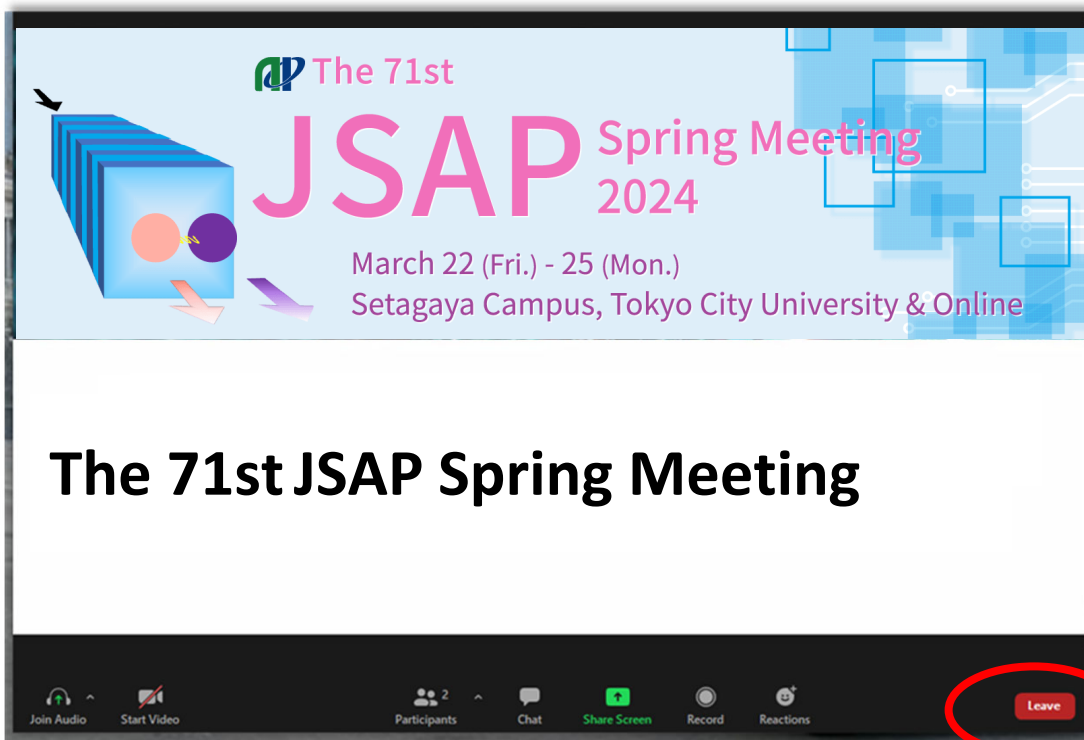 The 71st
JSAP Spring Meeting
2024
March 22 (Fri.) - 25 (Mon.)
Setagaya Campus, Tokyo City University & Online
The 71st JSAP Spring Meeting
Join Audio Start Video Participants 2 Chat Share Screen Record Reactions Leave